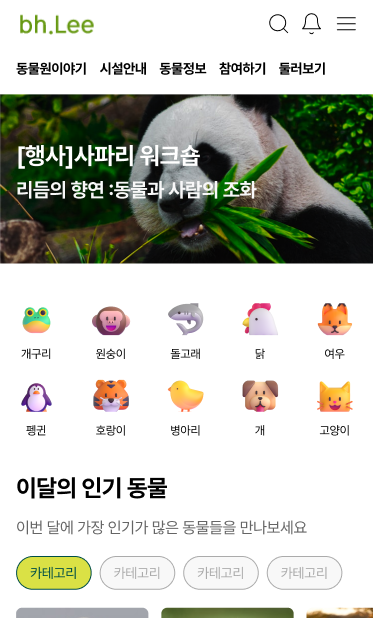 bh.Lee
동물원이야기 시설안내 동물정보 참여하기 둘러보기
[행사]사파리 워크숍
리듬의 향연 :동물과 사람의 조화
개구리 원숭이 돌고래 닭 여우
펭귄 호랑이 병아리 개 고양이
이달의 인기 동물
이번 달에 가장 인기가 많은 동물들을 만나보세요
카테고리 카테고리 카테고리 카테고리